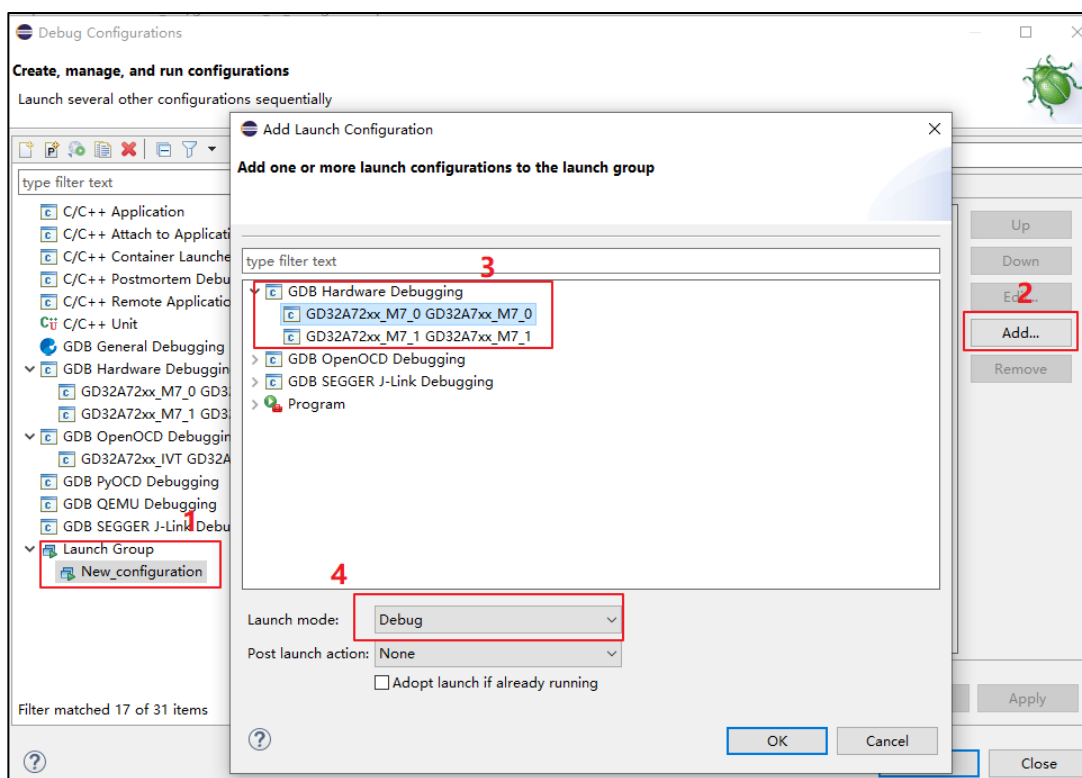 Debug Configurations
Create, manage, and run configurations
Launch several other configurations sequentially
type filter text
C/C++ Application
C/C++ Attach to Applicati
C/C++ Container Launche
C/C++ Postmortem Debu
C/C++ Remote Applicatio
C/C++ Unit
GDB General Debugging
GDB Hardware Debuggin
GD32A72xx_M7_0 GD3
GD32A72xx_M7_1 GD3
GDB OpenOCD Debuggin
GD32A72xx_IVT GD32A
GDB PyOCD Debugging
GDB QEMU Debugging
GDB SEGGER J-Link Debu
1
Launch Group
New_configuration
Filter matched 17 of 31 items
Add Launch Configuration
Add one or more launch configurations to the launch group
type filter text
3
GDB Hardware Debugging
GD32A72xx_M7_0 GD32A7xx_M7_0
GD32A72xx_M7_1 GD32A7xx_M7_1
GDB OpenOCD Debugging
GDB SEGGER J-Link Debugging
Program
4
Launch mode: Debug
Post launch action: None
Adopt launch if already running
OK Cancel
Up
Down
2
Add...
Remove
Apply
Close